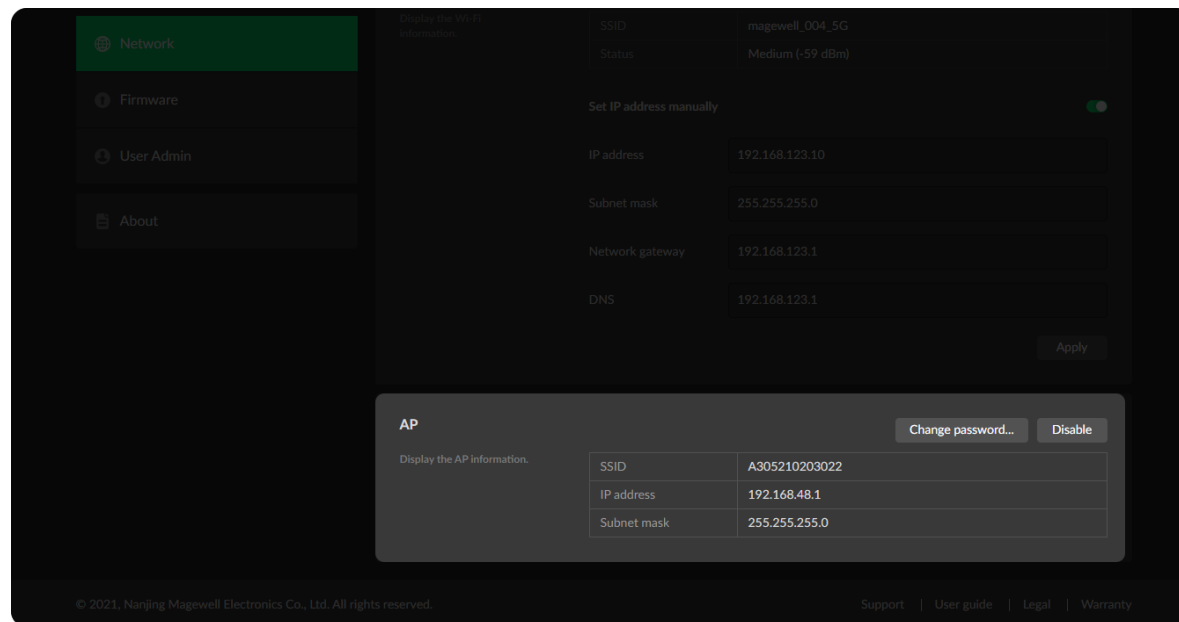 Network
Firmware
User Admin
About
Display the Wi-Fi
information.
SSID magewell_004_5G
Status Medium (-59 dBm)
Set IP address manually
IP address 192.168.123.10
Subnet mask 255.255.255.0
Network gateway 192.168.123.1
DNS 192.168.123.1
Apply
AP
Change password... Disable
Display the AP information.
SSID A305210203022
IP address 192.168.48.1
Subnet mask 255.255.255.0
© 2021, Nanjing Magewell Electronics Co., Ltd. All rights reserved.
Support | User guide | Legal | Warranty